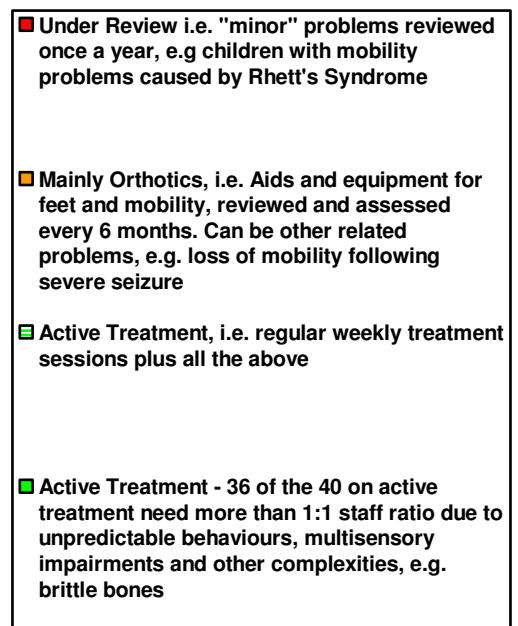 Under Review i.e. "minor" problems reviewed
once a year, e.g children with mobility
problems caused by Rhett's Syndrome
Mainly Orthotics, i.e. Aids and equipment for
feet and mobility, reviewed and assessed
every 6 months. Can be other related
problems, e.g. loss of mobility following
severe seizure
Active Treatment, i.e. regular weekly treatment
sessions plus all the above
Active Treatment - 36 of the 40 on active
treatment need more than 1:1 staff ratio due to
unpredictable behaviours, multisensory
impairments and other complexities, e.g.
brittle bones